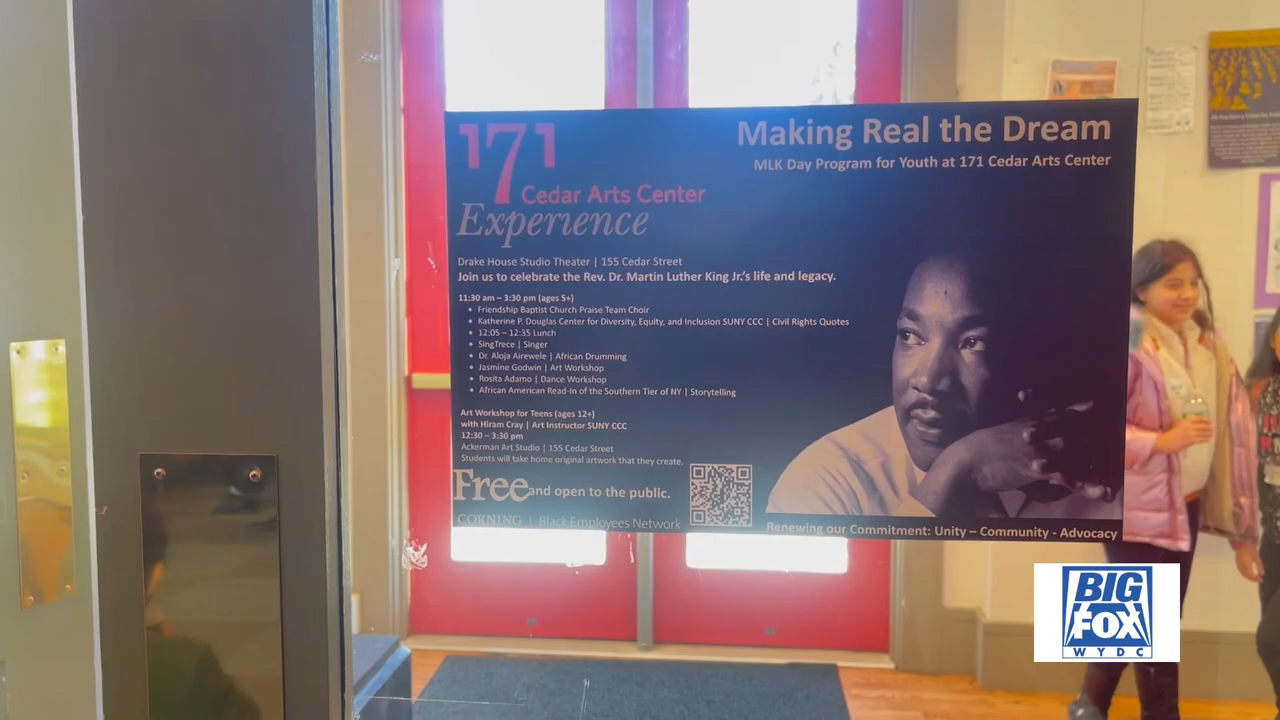 Making Real the Dream
MLK Day Program for Youth at 171 Cedar Arts Center
171
Cedar Arts Center
Experience
Drake House Studio Theater | 155 Cedar Street
Join us to celebrate the Rev. Dr. Martin Luther King Jr.'s life and legacy.
11:30 am – 3:30 pm (ages 5+)
• Friendship Baptist Church Praise Team Choir
• Katherine P. Douglas Center for Diversity, Equity, and Inclusion SUNY CCC | Civil Rights Quotes
• 12:05 – 12:35 Lunch
• SingTrece | Singer
• Dr. Aloja Airewele | African Drumming
• Jasmine Godwin | Art Workshop
• Rosita Adamo | Dance Workshop
• African American Read-In of the Southern Tier of NY | Storytelling
Art Workshop for Teens (ages 12+)
with Hiram Cray | Art Instructor SUNY CCC
12:30 – 3:30 pm
Ackerman Art Studio | 155 Cedar Street
Students will take home original artwork that they create.
Free and open to the public.
CORNING | Black Employees Network
Renewing our Commitment: Unity – Community - Advocacy
BIG
FOX
WYDC